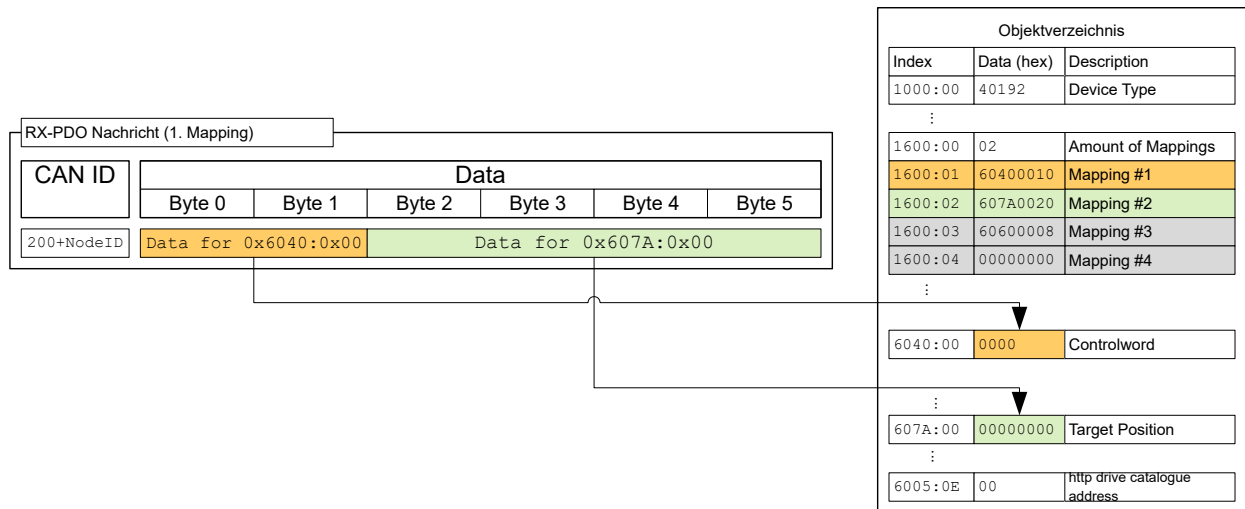 RX-PDO Nachricht (1. Mapping)
CAN ID Data
Byte 0 Byte 1 Byte 2 Byte 3 Byte 4 Byte 5
200+NodeID Data for 0x6040:0x00 Data for 0x607A:0x00
Objektverzeichnis
Index Data (hex) Description
1000:00 40192 Device Type
⋮
1600:00 02 Amount of Mappings
1600:01 60400010 Mapping #1
1600:02 607A0020 Mapping #2
1600:03 60600008 Mapping #3
1600:04 00000000 Mapping #4
⋮
6040:00 0000 Controlword
⋮
607A:00 00000000 Target Position
⋮
6005:0E 00 http drive catalogue
address